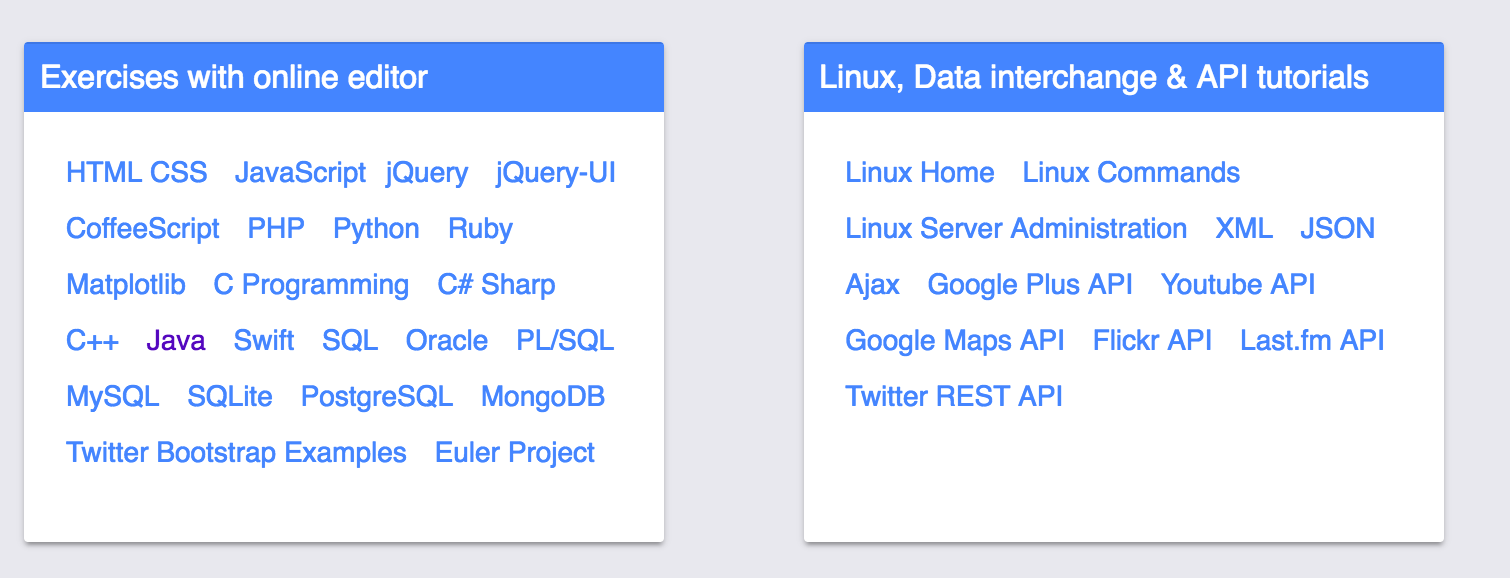 Exercises with online editor
HTML CSS JavaScript jQuery jQuery-UI
CoffeeScript PHP Python Ruby
Matplotlib C Programming C# Sharp
C++ Java Swift SQL Oracle PL/SQL
MySQL SQLite PostgreSQL MongoDB
Twitter Bootstrap Examples Euler Project
Linux, Data interchange & API tutorials
Linux Home Linux Commands
Linux Server Administration XML JSON
Ajax Google Plus API Youtube API
Google Maps API Flickr API Last.fm API
Twitter REST API